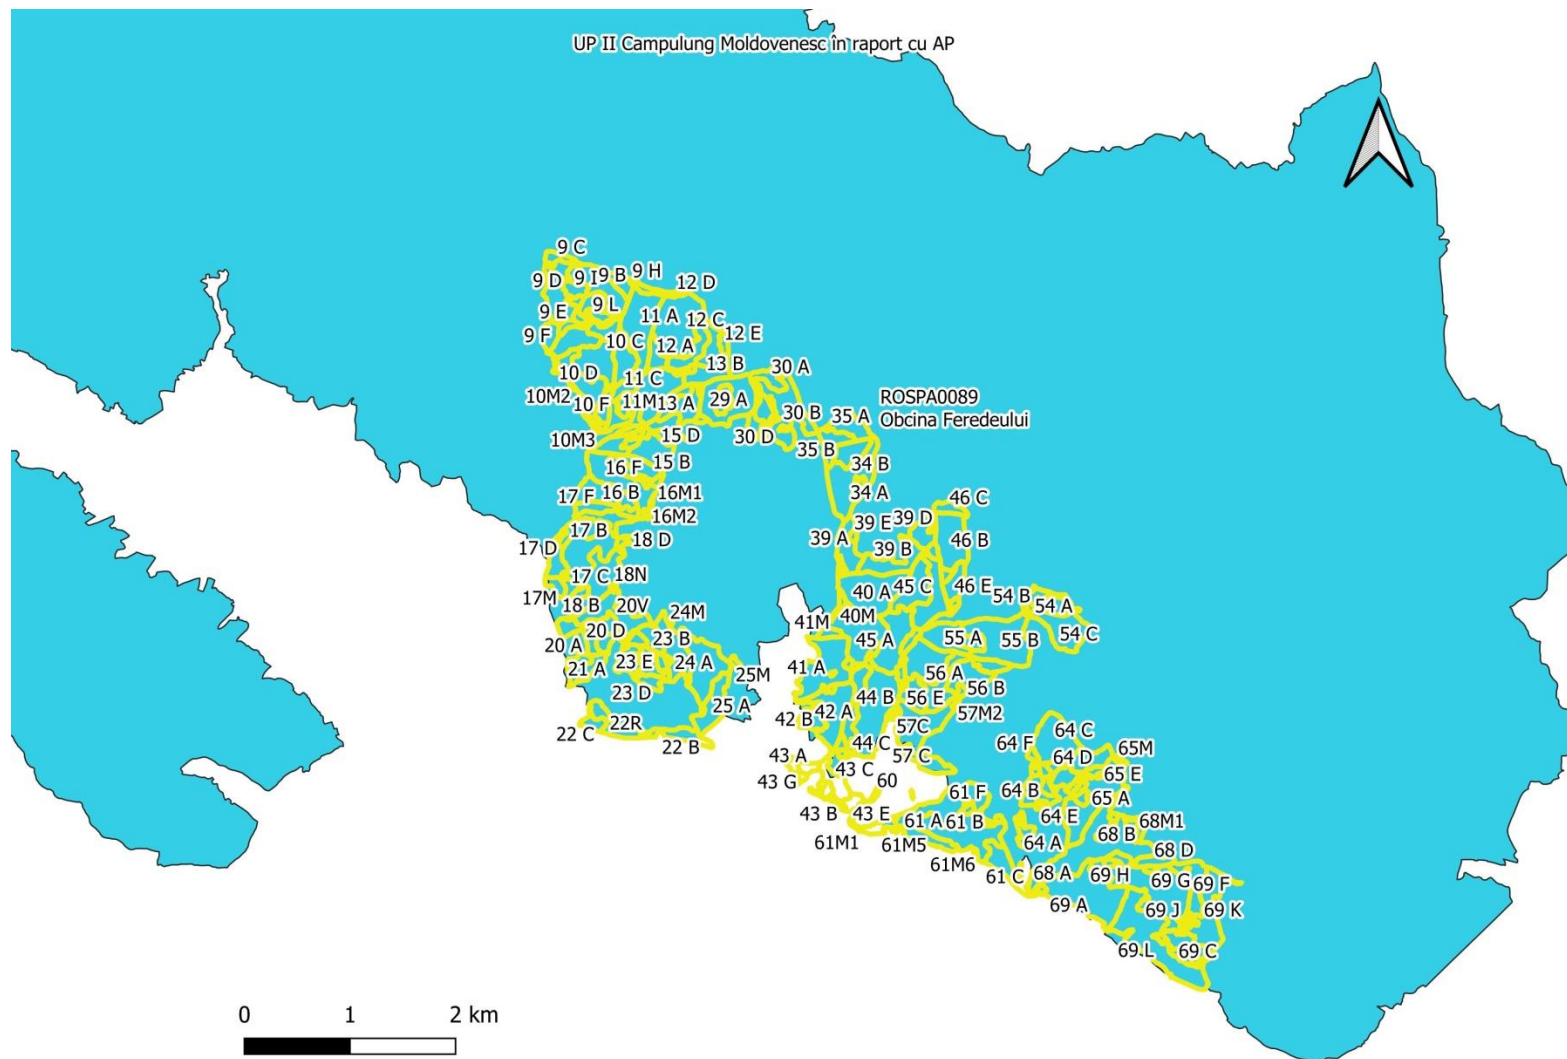 UP II Campulung Moldovenesc în raport cu AP
9 C
9 D
9 I
9 B
9 H
12 D
9 E
9 L
11 A
12 C
9 F
10 C
12 A
12 E
10 D
11 C
13 B
30 A
10M2
10 F
11M
13 A
29 A
ROSPA0089
Obcina Feredeului
30 B
35 A
10M3
15 D
30 D
35 B
16 F
15 B
34 B
17 F
16 B
16M1
34 A
46 C
16M2
39 E
39 D
17 B
18 D
39 A
46 B
17 D
39 B
17 C
18N
40 A
45 C
46 E
54 B
17M
18 B
20V
24M
41M
40M
54 A
20 A
20 D
23 B
45 A
55 A
55 B
54 C
21 A
23 E
24 A
25M
41 A
56 A
23 D
44 B
56 E
56 B
22 C
22R
25 A
42 B
42 A
57C
57M2
22 B
44 C
57 C
64 F
64 C
65M
43 A
43 C
64 D
43 G
60
61 F
64 B
65 E
65 A
43 B
43 E
61 A
61 B
64 E
68 B
68M1
61M1
61M5
64 A
61M6
68 D
61 C
68 A
69 H
69 G
69 F
69 A
69 J
69 K
69 L
69 C
0 1 2 km